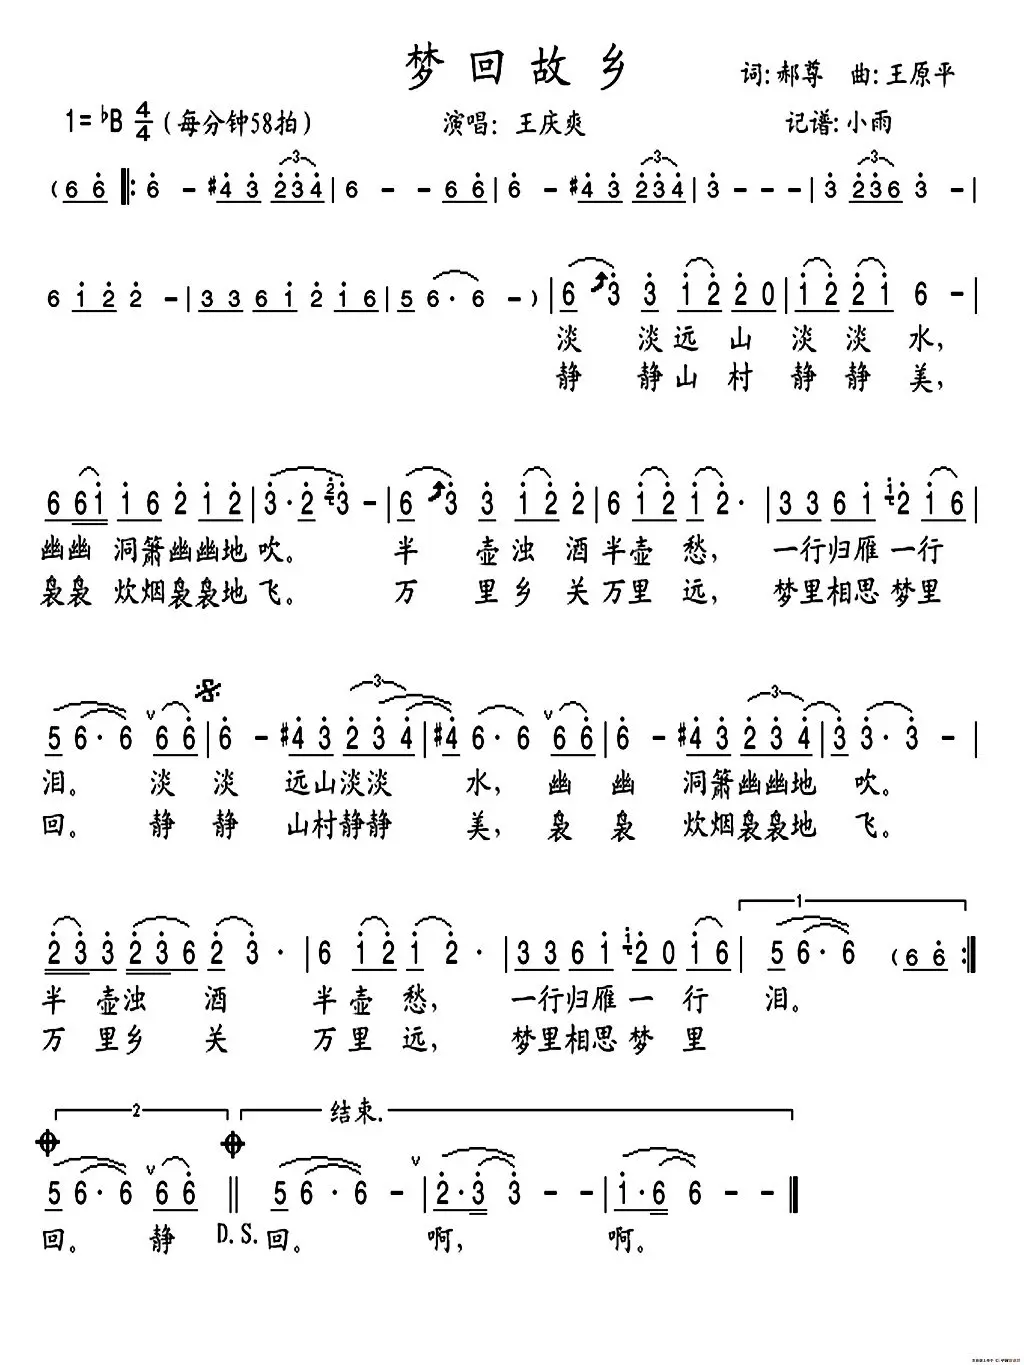 梦回故乡
词:郝尊 曲:王原平
1=♭B 4/4 (每分钟58拍) 演唱: 王庆爽 记谱:小雨
( 6 6 ‖: 6 - #4 3 2 3 4 | 6 - - 6 6 | 6 - #4 3 2 3 4 | 3 - - - | 3 2 3 6 3 - |
6 1 2 2 - | 3 3 6 1 2 1 6 | 5 6 · 6 - ) | 6 3 3 1 2 2 0 | 1 2 2 1 6 - |
淡 淡远山淡淡水,
静 静山村静静美,
6 6 1 1 6 2 1 2 | 3 · 2 2 3 - | 6 3 3 1 2 2 | 6 1 2 1 2 · | 3 3 6 1 1 2 1 6 |
幽幽 洞箫幽幽地 吹。 半 壶浊 酒半壶 愁, 一行归雁一行
袅袅 炊烟袅袅地 飞。 万 里乡 关万里 远, 梦里相思梦里
5 6 · 6 v 6 6 | 6 - #4 3 2 3 4 | #4 6 · 6 v 6 6 | 6 - #4 3 2 3 4 | 3 3 · 3 - |
泪。 淡 淡 远山淡淡 水, 幽 幽 洞箫幽幽地 吹。
回。 静 静 山村静静 美, 袅 袅 炊烟袅袅地 飞。
1
2 3 3 2 3 6 2 3 · | 6 1 2 1 2 · | 3 3 6 1 1 2 0 1 6 | 5 6 · 6 ( 6 6 :‖
半 壶浊 酒 半壶 愁, 一行归雁一 行 泪。
万 里乡 关 万里 远, 梦里相思梦 里
2 结束.
5 6 · 6 v 6 6 ‖ 5 6 · 6 - v | 2 · 3 3 - - | 1 · 6 6 - - ‖
回。 静 D.S. 回。 啊, 啊。